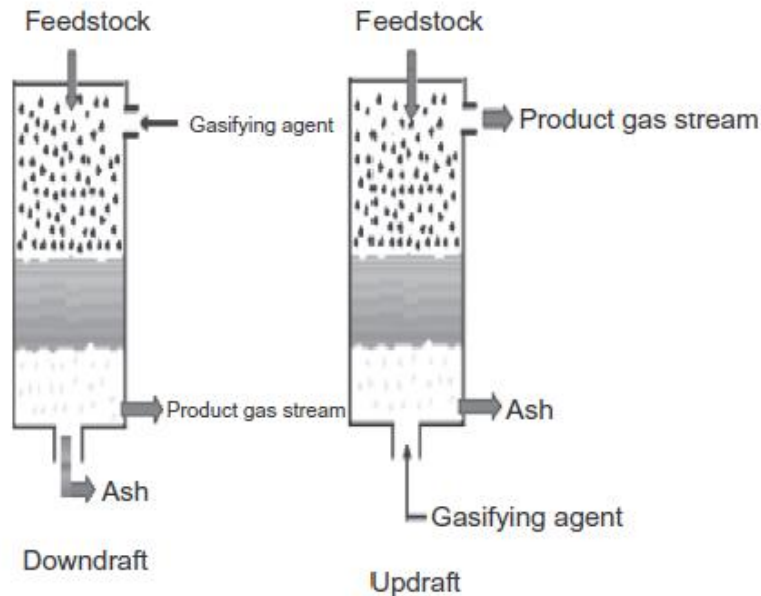 Feedstock
Gasifying agent
Product gas stream
Ash
Downdraft
Feedstock
Product gas stream
Ash
Gasifying agent
Updraft